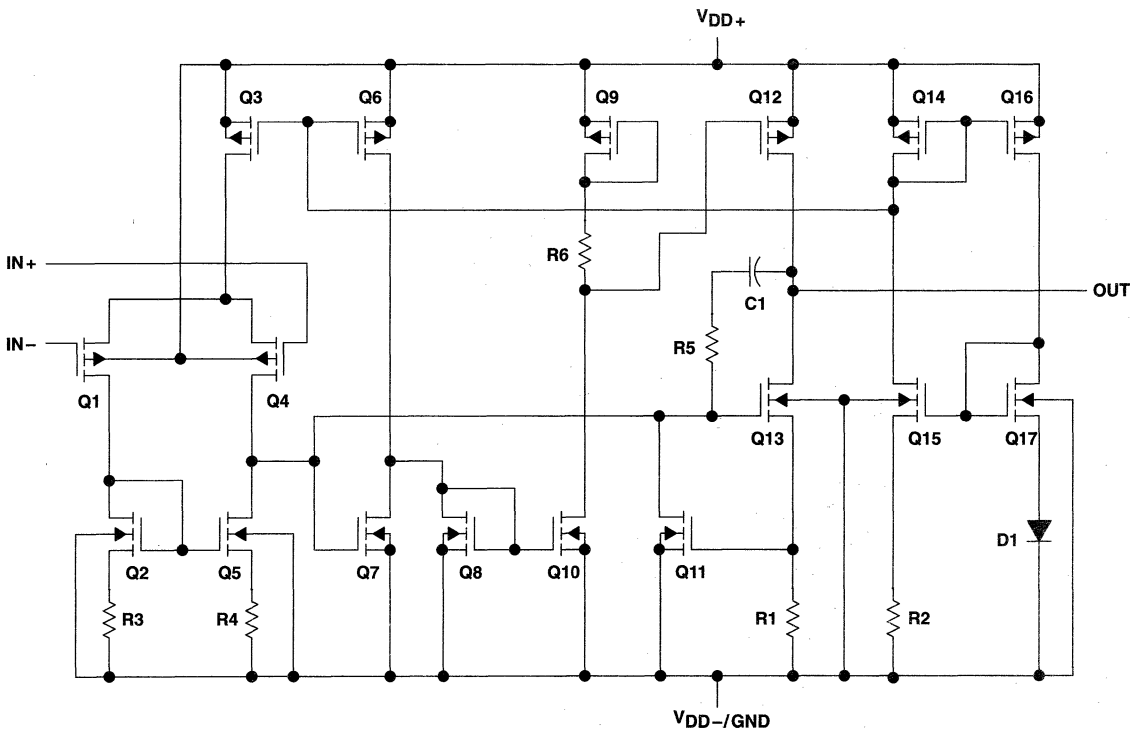 VDD+
Q3
Q6
Q9
Q12
Q14
Q16
IN+
R6
C1
OUT
IN−
R5
Q1
Q4
Q13
Q15
Q17
D1
Q2
Q5
Q7
Q8
Q10
Q11
R3
R4
R1
R2
VDD−/GND